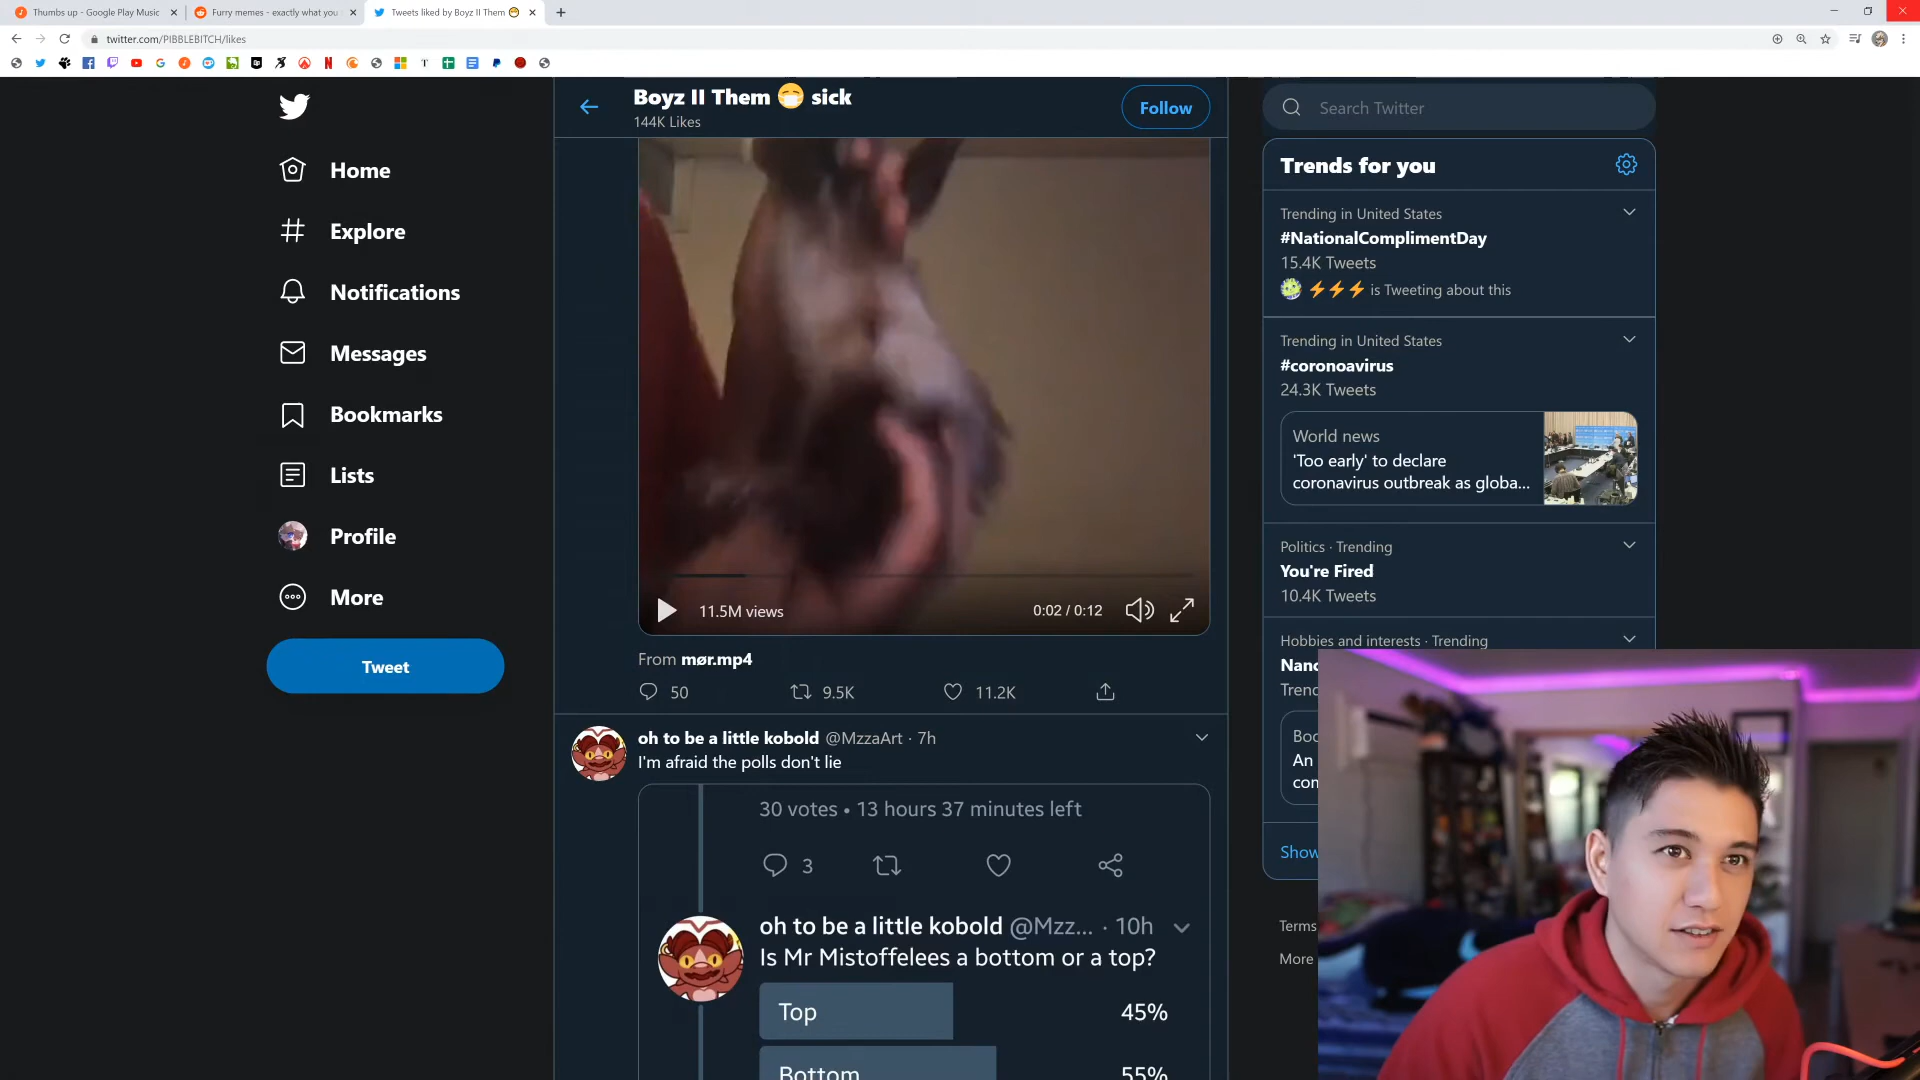 Thumbs up - Google Play Music
Furry memes - exactly what you
Tweets liked by Boyz II Them 😷
twitter.com/PIBBLEBITCH/likes
Boyz II Them 😷 sick
144K Likes
Follow
Home
Explore
Notifications
Messages
Bookmarks
Lists
Profile
More
Tweet
11.5M views
0:02 / 0:12
From mør.mp4
50
9.5K
11.2K
oh to be a little kobold @MzzaArt · 7h
I'm afraid the polls don't lie
30 votes • 13 hours 37 minutes left
3
oh to be a little kobold @Mzz... · 10h
Is Mr Mistoffelees a bottom or a top?
Top 45%
Bottom 55%
Search Twitter
Trends for you
Trending in United States
#NationalComplimentDay
15.4K Tweets
⚡⚡⚡ is Tweeting about this
Trending in United States
#coronoavirus
24.3K Tweets
World news
'Too early' to declare
coronavirus outbreak as globa...
Politics · Trending
You're Fired
10.4K Tweets
Hobbies and interests · Trending
Nanc
Trenc
Boo
An
con
Show
Terms
More